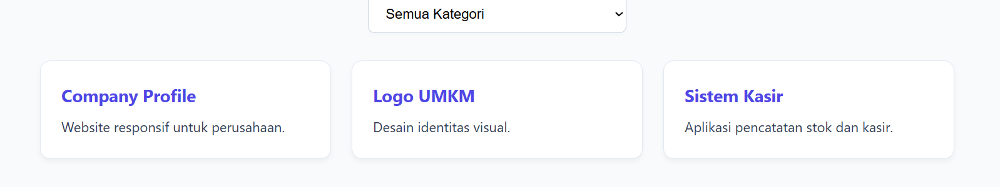 Semua Kategori
Company Profile
Website responsif untuk perusahaan.
Logo UMKM
Desain identitas visual.
Sistem Kasir
Aplikasi pencatatan stok dan kasir.